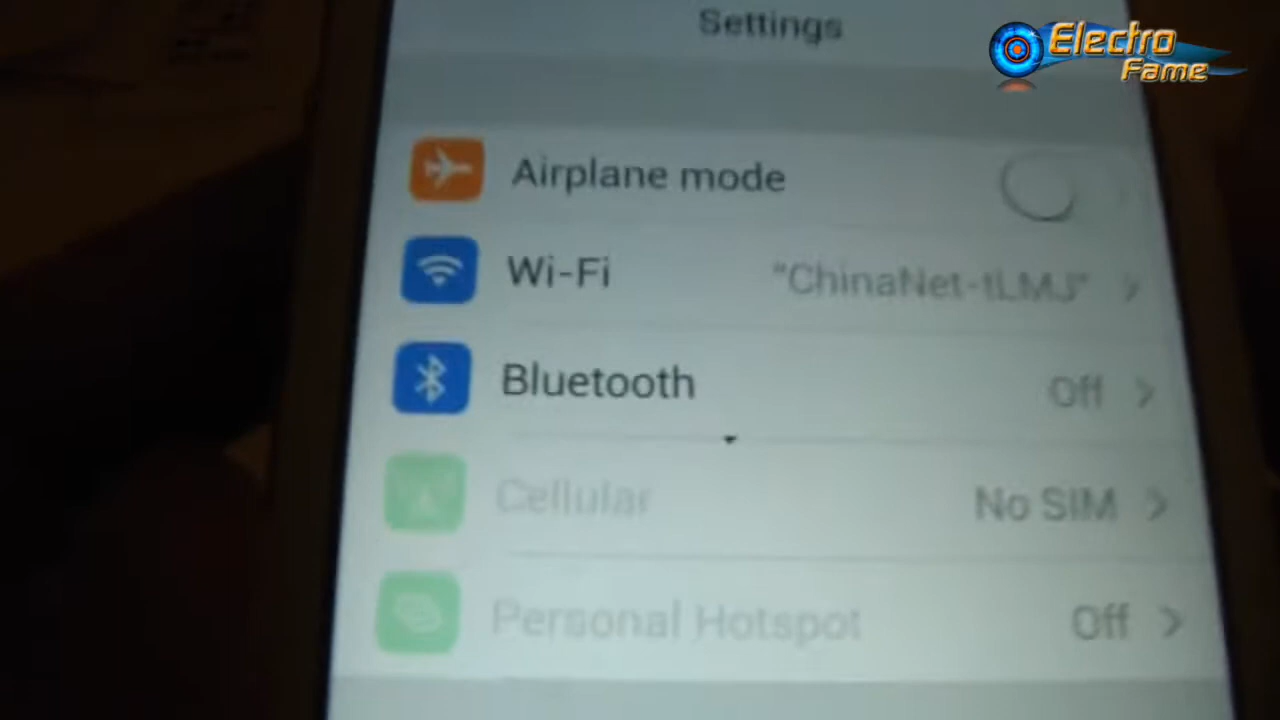 Settings
Electro
Fame
Airplane mode
Wi-Fi "ChinaNet-tLMJ"
Bluetooth Off
Cellular No SIM
Personal Hotspot Off